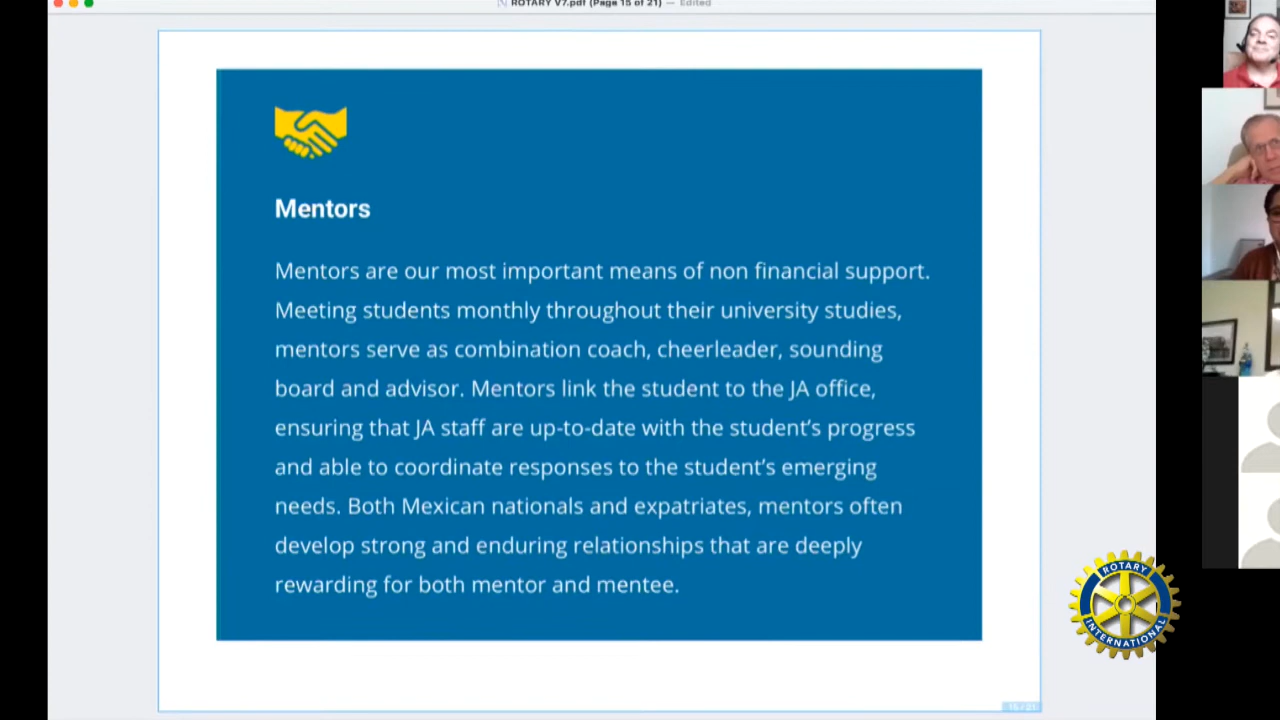 ROTARY V7.pdf (Page 15 of 21) — Edited
Mentors
Mentors are our most important means of non financial support.
Meeting students monthly throughout their university studies,
mentors serve as combination coach, cheerleader, sounding
board and advisor. Mentors link the student to the JA office,
ensuring that JA staff are up-to-date with the student's progress
and able to coordinate responses to the student's emerging
needs. Both Mexican nationals and expatriates, mentors often
develop strong and enduring relationships that are deeply
rewarding for both mentor and mentee.
ROTARY
INTERNATIONAL
15 / 21